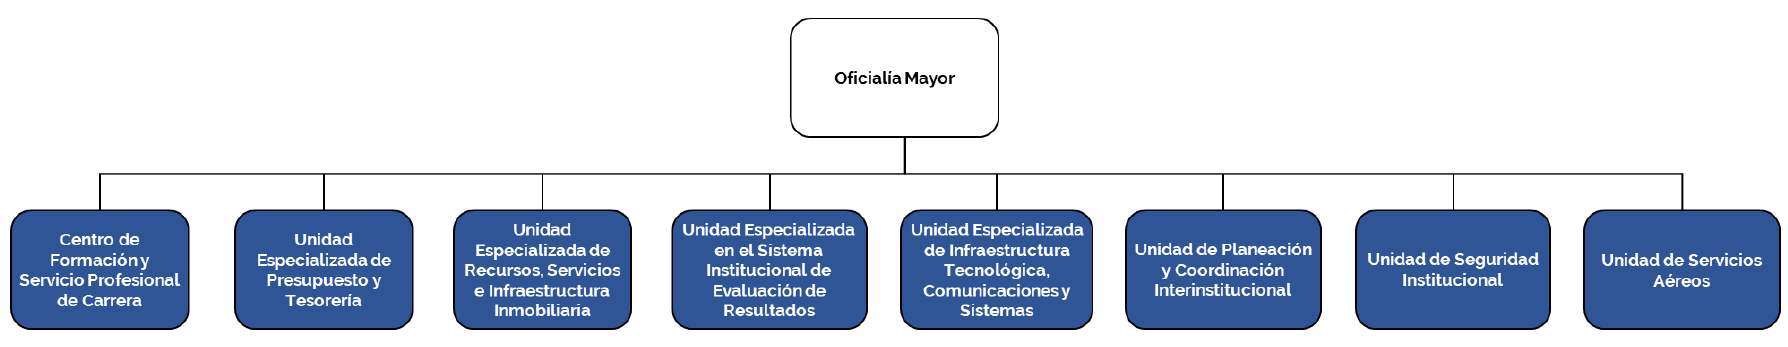 Oficialía Mayor
Centro de
Formación y
Servicio Profesional
de Carrera
Unidad
Especializada de
Presupuesto y
Tesorería
Unidad
Especializada de
Recursos, Servicios
e Infraestructura
Inmobiliaria
Unidad Especializada
en el Sistema
Institucional de
Evaluación de
Resultados
Unidad Especializada
de Infraestructura
Tecnológica,
Comunicaciones y
Sistemas
Unidad de Planeación
y Coordinación
Interinstitucional
Unidad de Seguridad
Institucional
Unidad de Servicios
Aéreos